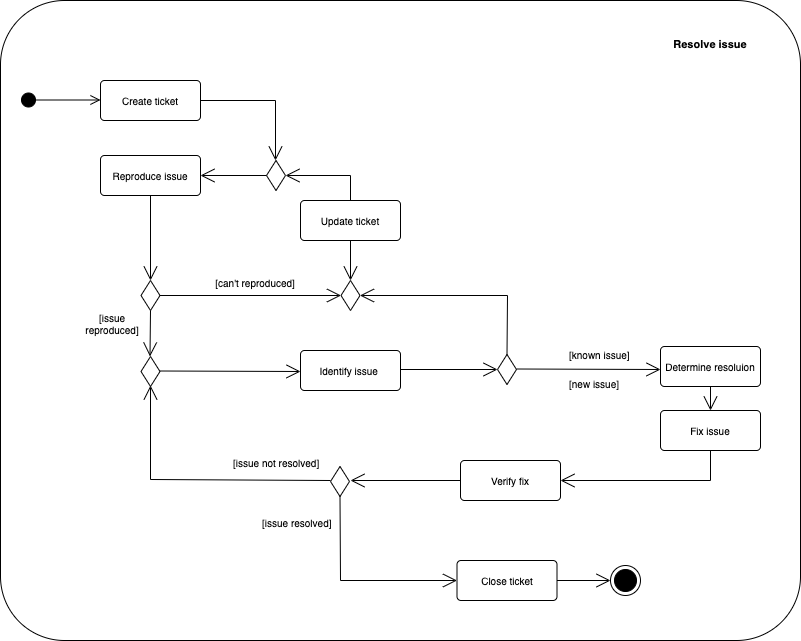 Resolve issue
Create ticket
Reproduce issue
Update ticket
[can't reproduced]
[issue
reproduced]
[known issue]
Identify issue
Determine resoluion
[new issue]
Fix issue
[issue not resolved]
Verify fix
[issue resolved]
Close ticket